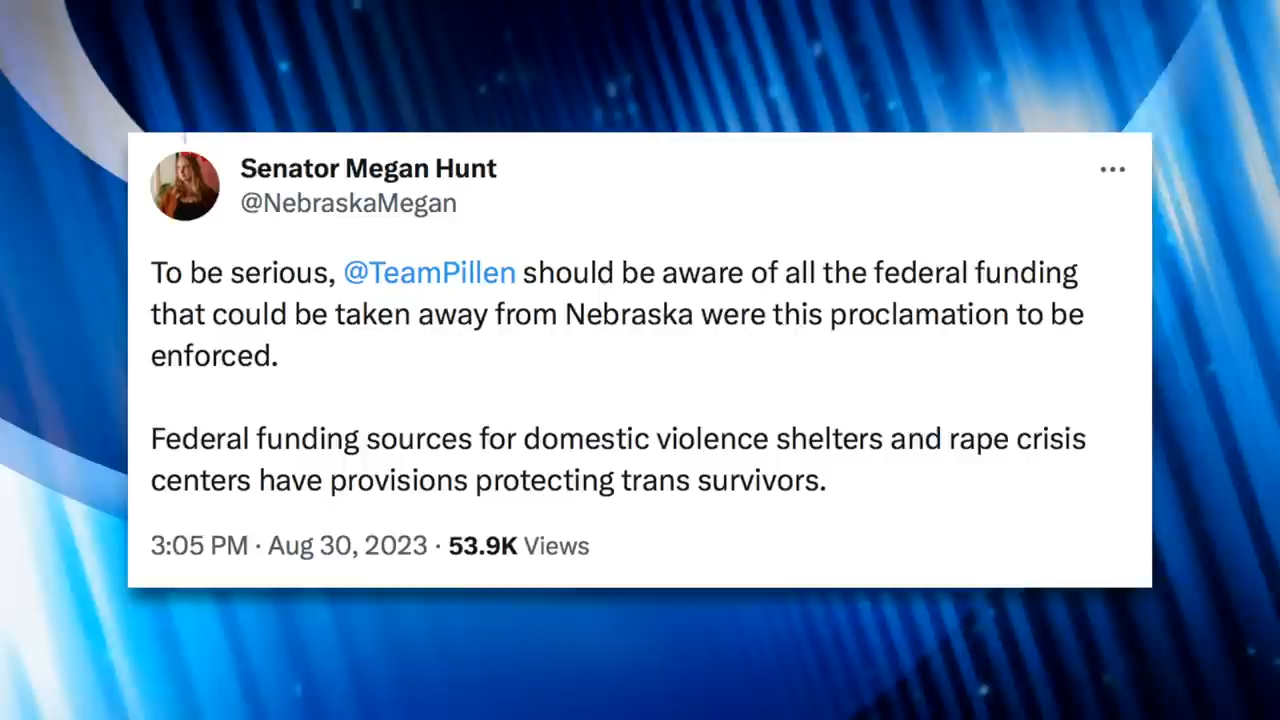 Senator Megan Hunt
@NebraskaMegan
To be serious, @TeamPillen should be aware of all the federal funding
that could be taken away from Nebraska were this proclamation to be
enforced.
Federal funding sources for domestic violence shelters and rape crisis
centers have provisions protecting trans survivors.
3:05 PM · Aug 30, 2023 · 53.9K Views